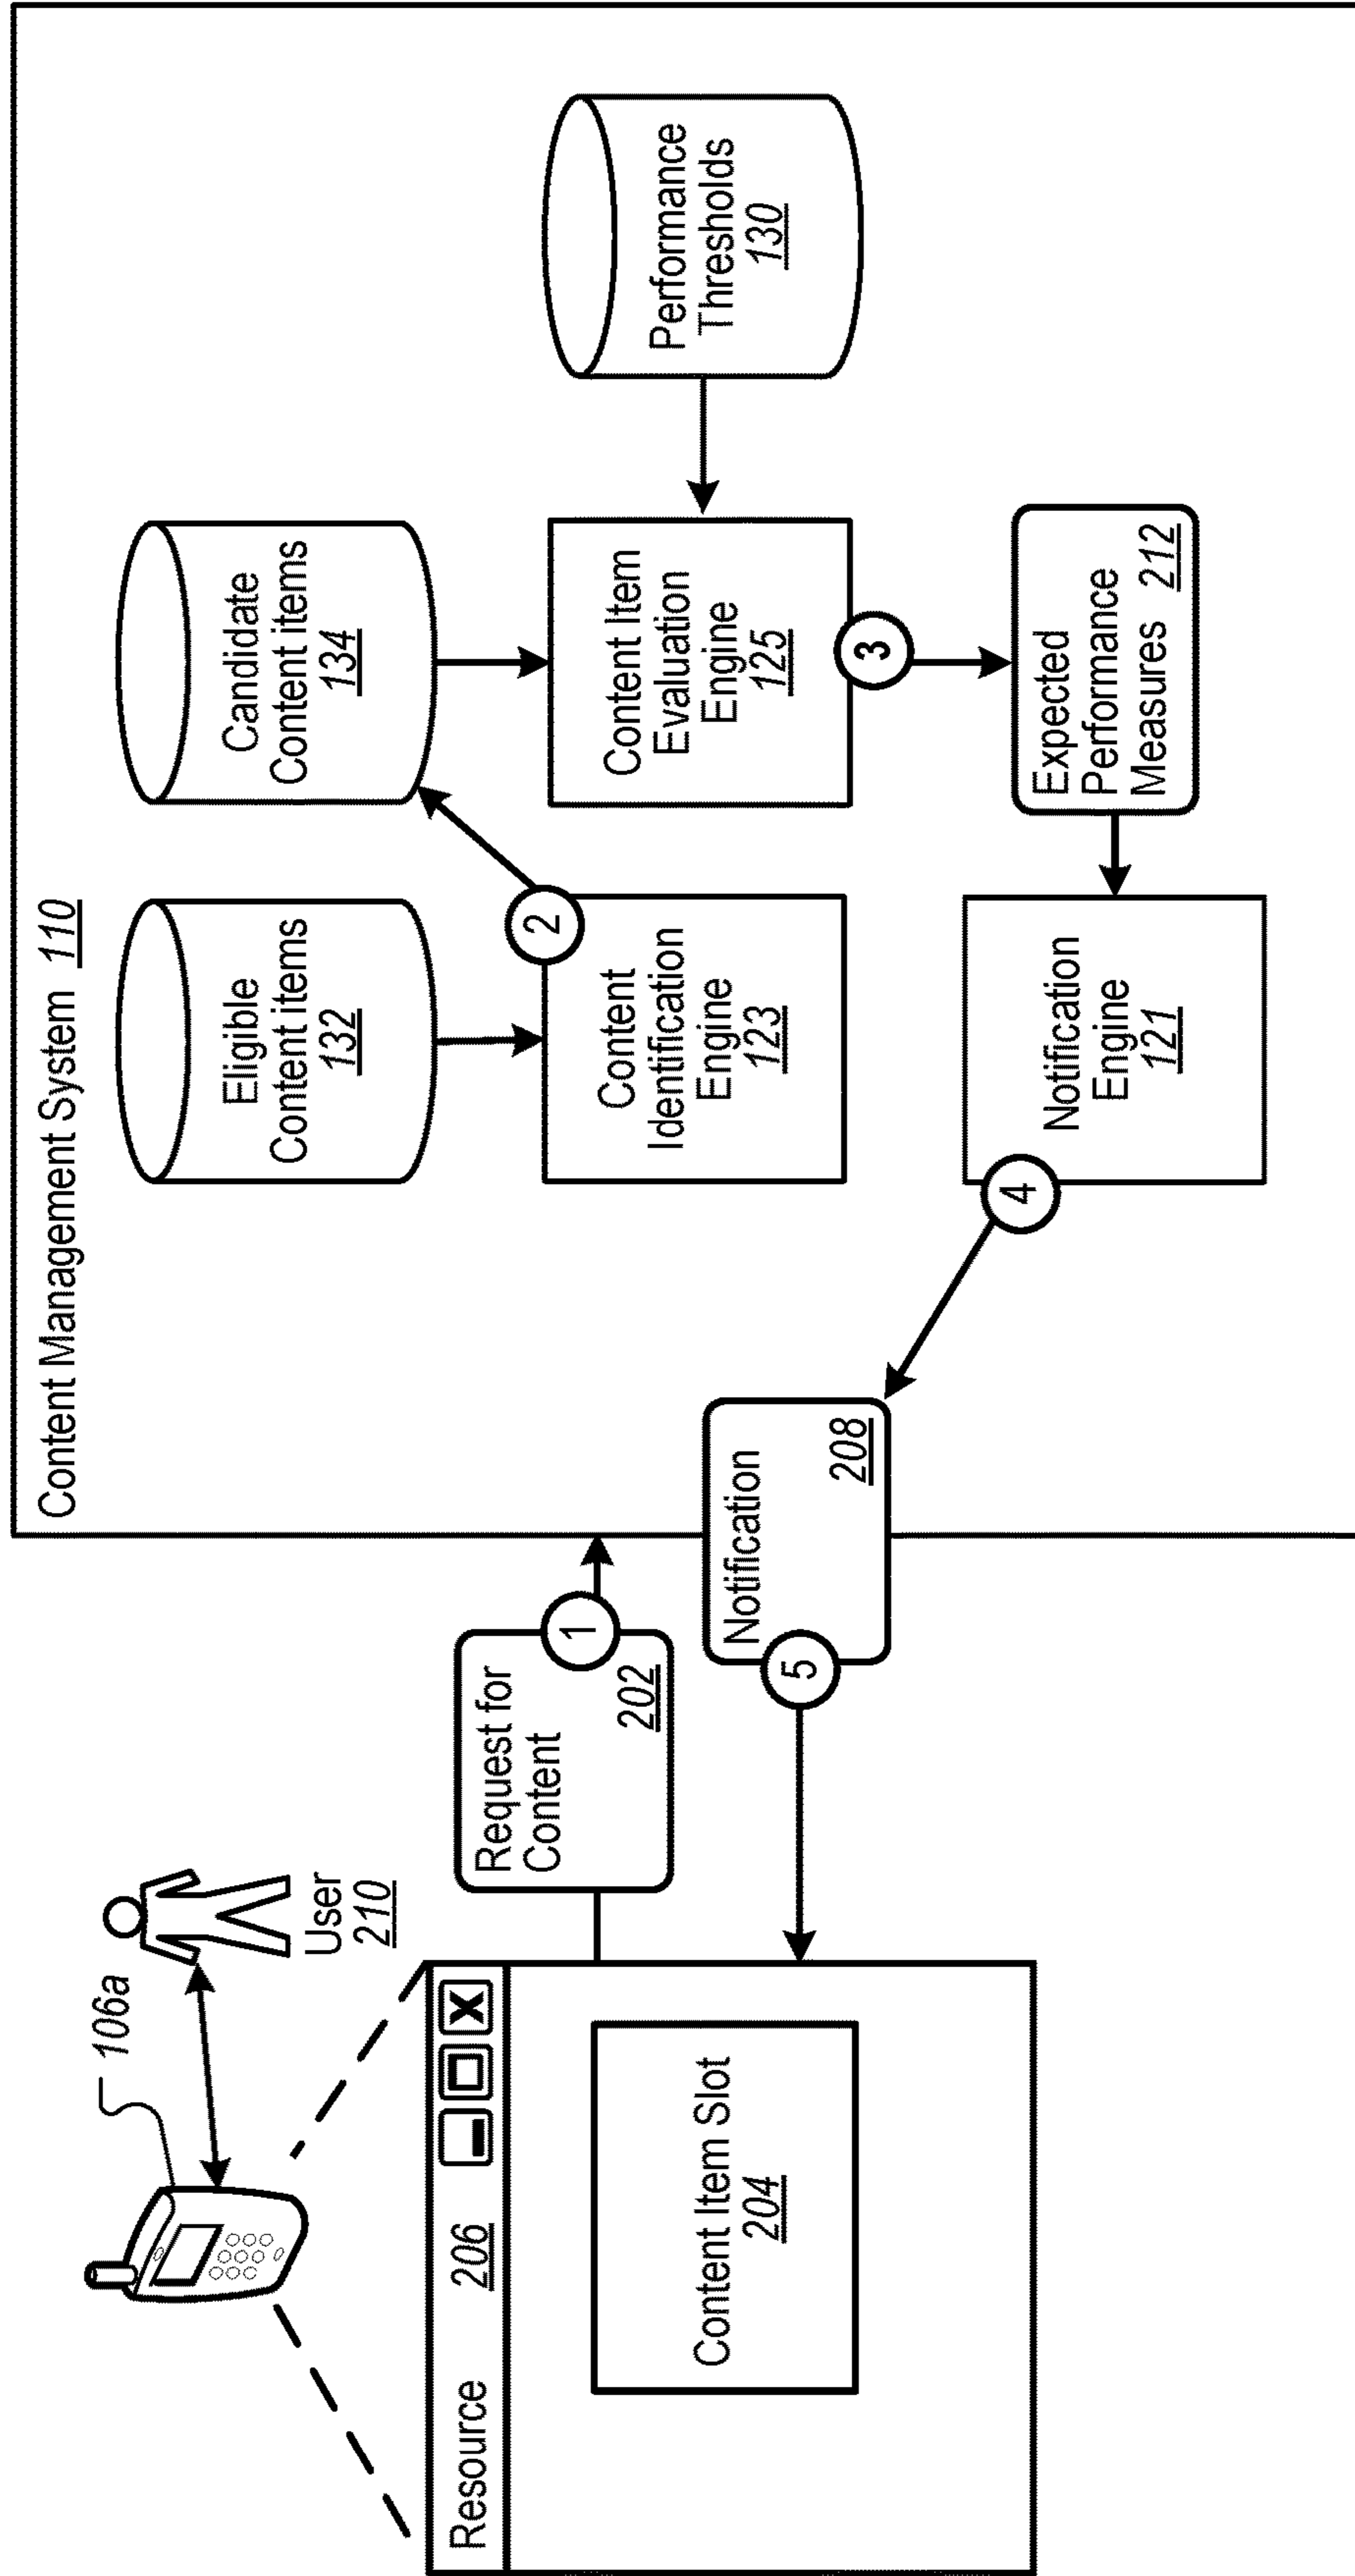 Content Management System 110
106a
User
210
Resource 206
Content Item Slot
204
Request for
Content
202
1
Notification
208
5
Eligible
Content items
132
Candidate
Content items
134
2
Content
Identification
Engine
123
Content Item
Evaluation
Engine
125
Performance
Thresholds
130
3
Expected
Performance
Measures 212
Notification
Engine
121
4